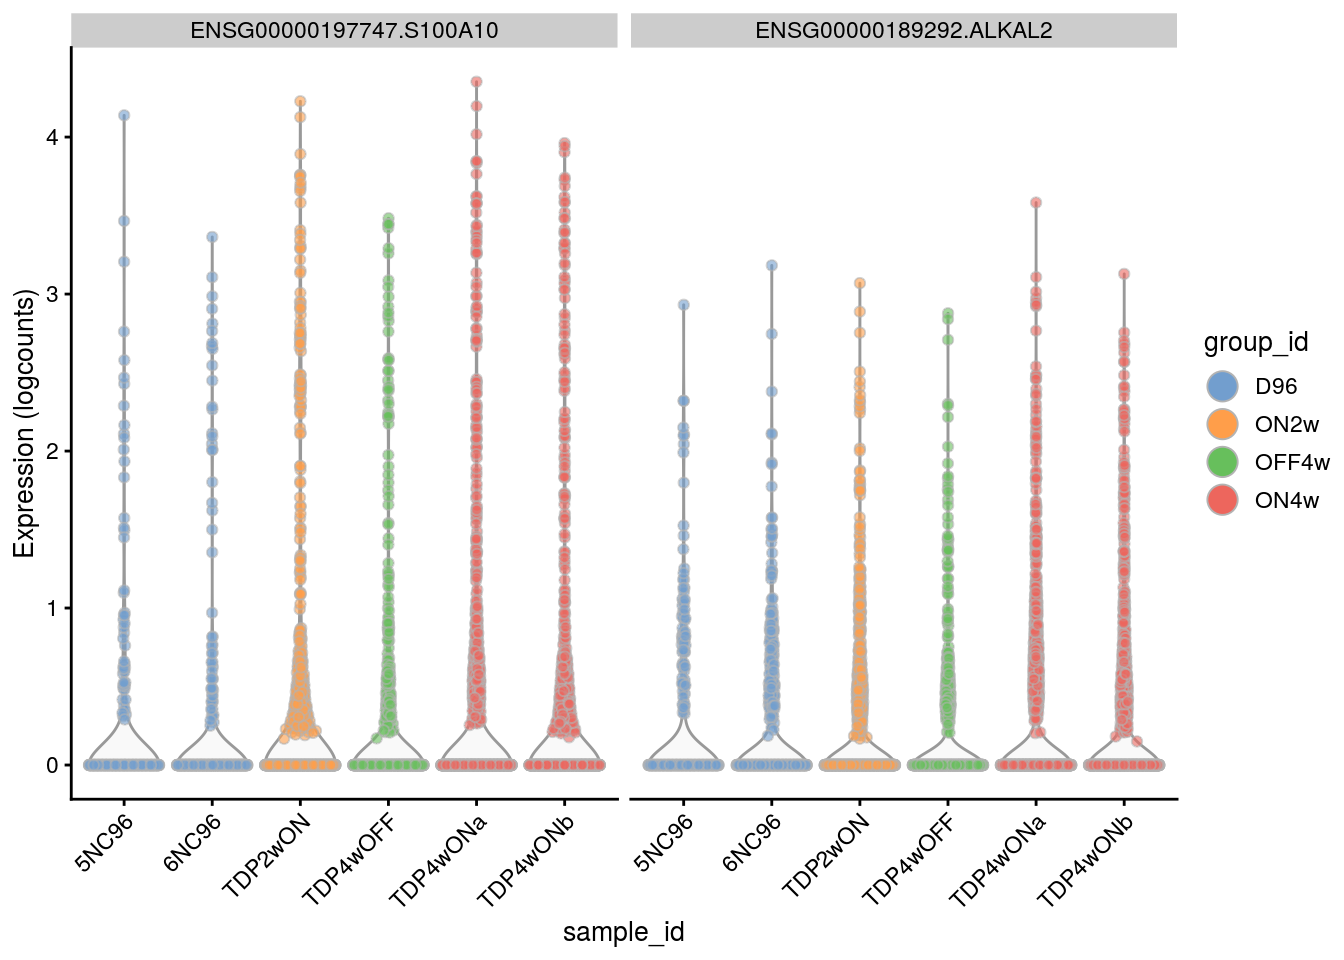 ENSG00000197747.S100A10
ENSG00000189292.ALKAL2
Expression (logcounts)
4
3
2
1
0
5NC96
6NC96
TDP2wON
TDP4wOFF
TDP4wONa
TDP4wONb
5NC96
6NC96
TDP2wON
TDP4wOFF
TDP4wONa
TDP4wONb
sample_id
group_id
D96
ON2w
OFF4w
ON4w